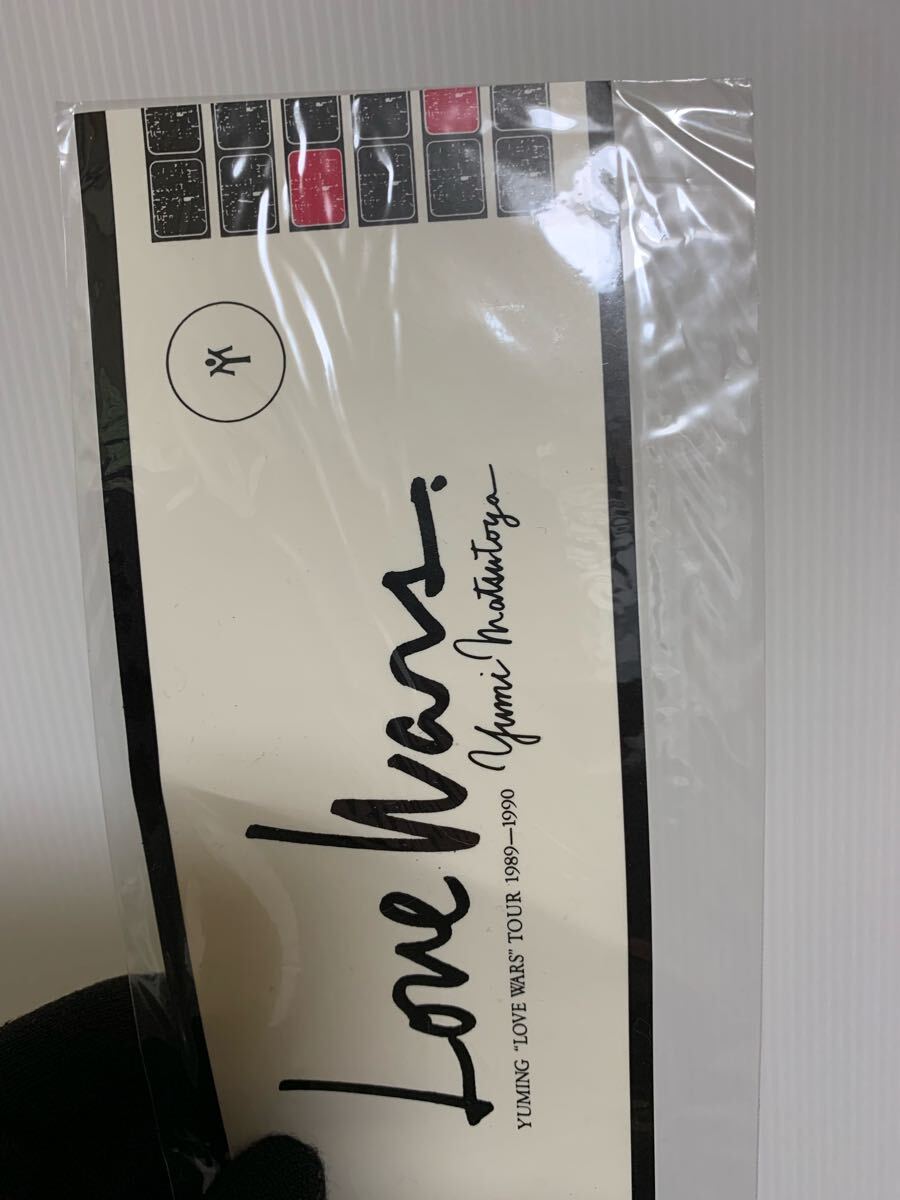 Love Wars.
YUMING "LOVE WARS" TOUR 1989—1990 Yumi Matsutoya